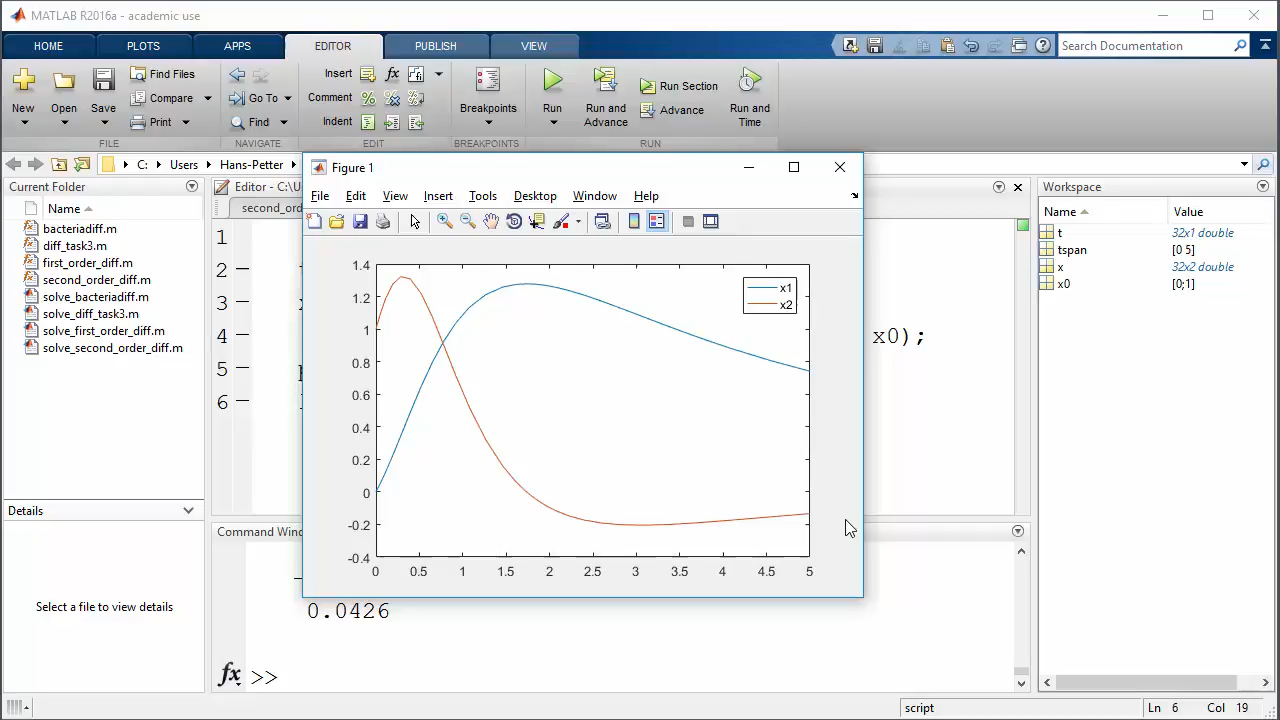 MATLAB R2016a - academic use
HOME PLOTS APPS EDITOR PUBLISH VIEW Search Documentation
New Open Save Find Files Compare Print
Go To Find
Insert Comment Indent
Breakpoints
Run Run and Advance Run Section Advance Run and Time
FILE NAVIGATE EDIT BREAKPOINTS RUN
C: Users Hans-Petter
Current Folder
Name
bacteriadiff.m
diff_task3.m
first_order_diff.m
second_order_diff.m
solve_bacteriadiff.m
solve_diff_task3.m
solve_first_order_diff.m
solve_second_order_diff.m
Details
Select a file to view details
Editor - C:\U
second_ord
1
2
3
4 x0);
5
6
Figure 1
File Edit View Insert Tools Desktop Window Help
x1
x2
1.4
1.2
1
0.8
0.6
0.4
0.2
0
-0.2
-0.4
0 0.5 1 1.5 2 2.5 3 3.5 4 4.5 5
Command Wind
0.0426
fx >>
Workspace
Name Value
t 32x1 double
tspan [0 5]
x 32x2 double
x0 [0;1]
script Ln 6 Col 19